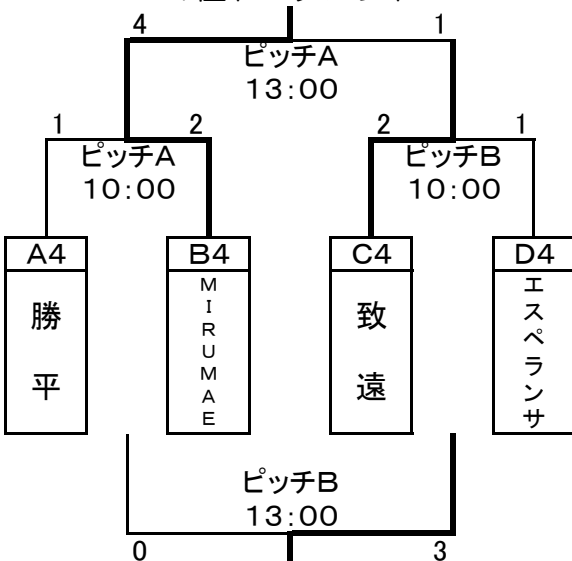 4 1
ピッチA
13:00
1 2 2 1
ピッチA ピッチB
10:00 10:00
A4 B4 C4 D4
勝平
MIRUMAE
致遠
エスペランサ
ピッチB
13:00
0 3